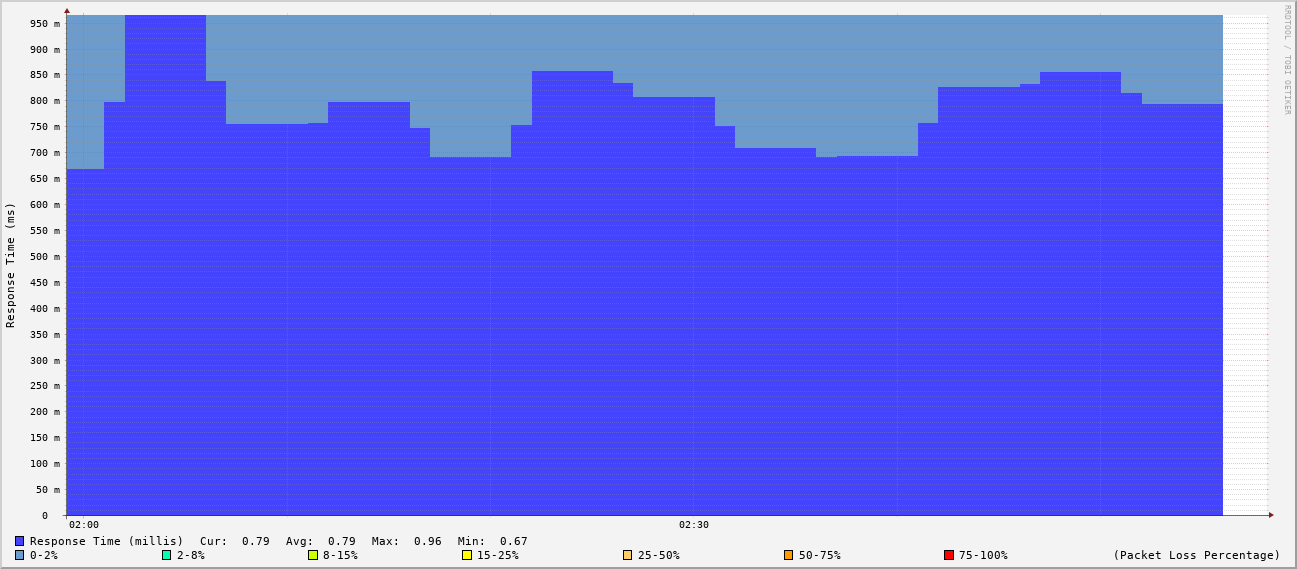 RRDTOOL / TOBI OETIKER
Response Time (ms)
950 m
900 m
850 m
800 m
750 m
700 m
650 m
600 m
550 m
500 m
450 m
400 m
350 m
300 m
250 m
200 m
150 m
100 m
50 m
0
02:00 02:30
Response Time (millis) Cur: 0.79 Avg: 0.79 Max: 0.96 Min: 0.67
0-2% 2-8% 8-15% 15-25% 25-50% 50-75% 75-100% (Packet Loss Percentage)